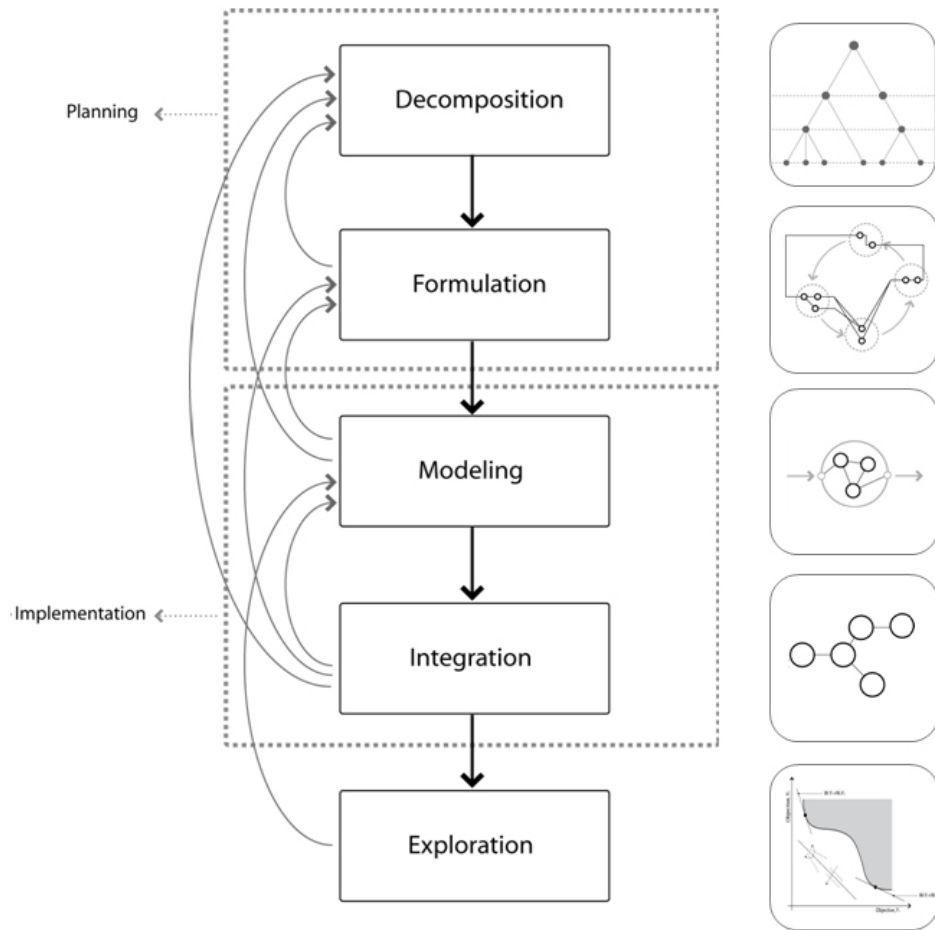 Planning
Decomposition
Formulation
Modeling
Implementation
Integration
Exploration